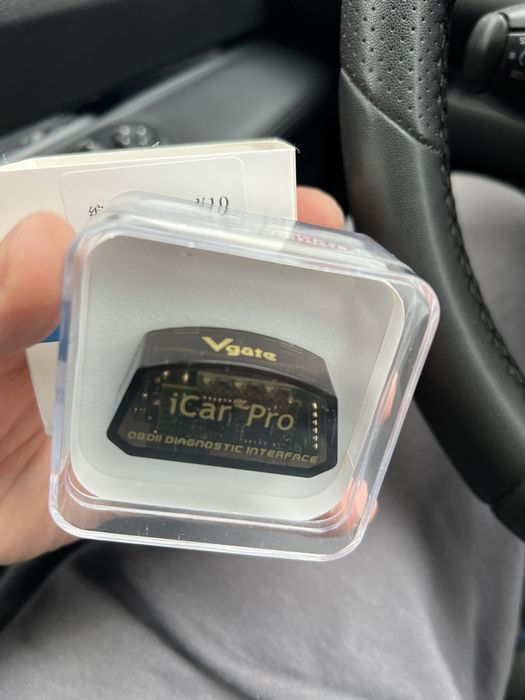 Vgate
iCar Pro
OBDII DIAGNOSTIC INTERFACE